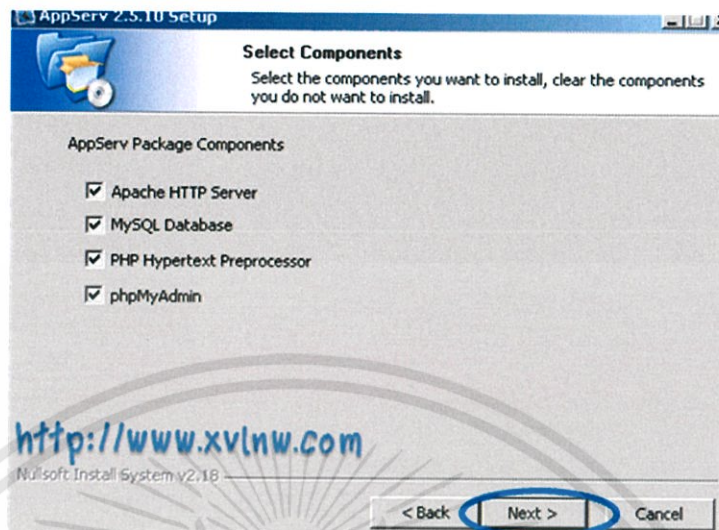 AppServ 2.5.10 Setup
Select Components
Select the components you want to install, clear the components
you do not want to install.
AppServ Package Components
Apache HTTP Server
MySQL Database
PHP Hypertext Preprocessor
phpMyAdmin
http://www.xvlnw.com
Nullsoft Install System v2.18
< Back
Next >
Cancel